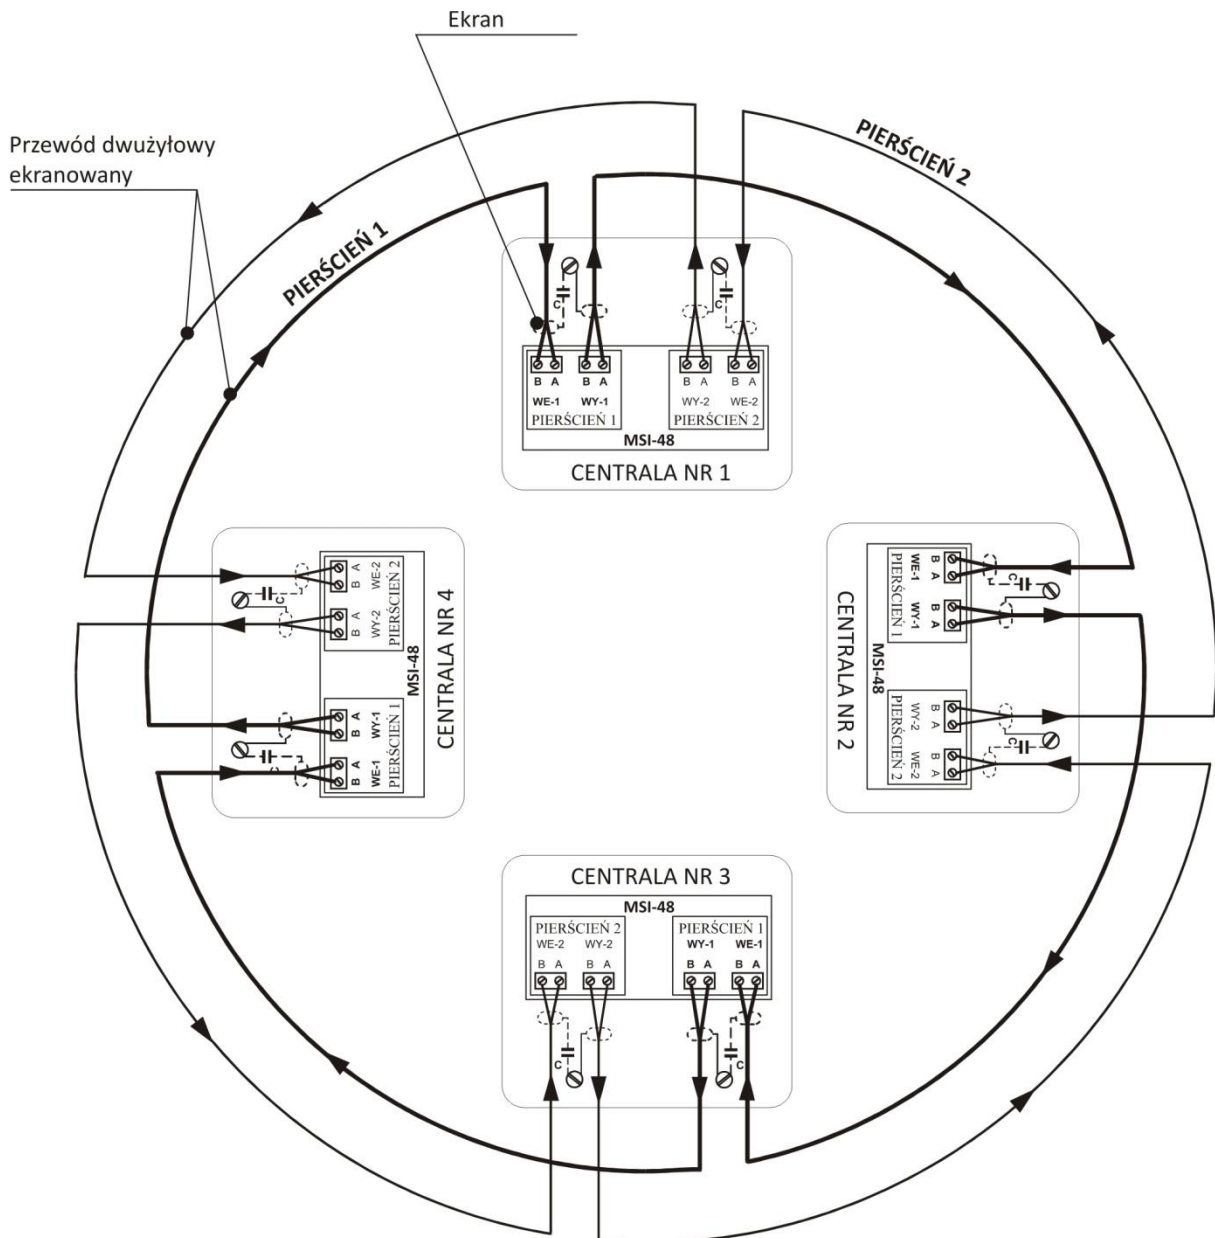 Ekran
Przewód dwużyłowy
ekranowany
PIERŚCIEŃ 1
PIERŚCIEŃ 2
C
C
B A B A
WE-1 WY-1
PIERŚCIEŃ 1
B A B A
WY-2 WE-2
PIERŚCIEŃ 2
MSI-48
CENTRALA NR 1
C
A
B
WE-2
A
B
WY-2
PIERŚCIEŃ 2
A
B
WY-1
A
B
WE-1
PIERŚCIEŃ 1
MSI-48
CENTRALA NR 4
B
A
WE-1
B
A
WY-1
PIERŚCIEŃ 1
C
B
A
WY-2
B
A
WE-2
PIERŚCIEŃ 2
C
MSI-48
CENTRALA NR 2
CENTRALA NR 3
MSI-48
PIERŚCIEŃ 2
WE-2 WY-2
B A B A
PIERŚCIEŃ 1
WY-1 WE-1
B A B A
C
C